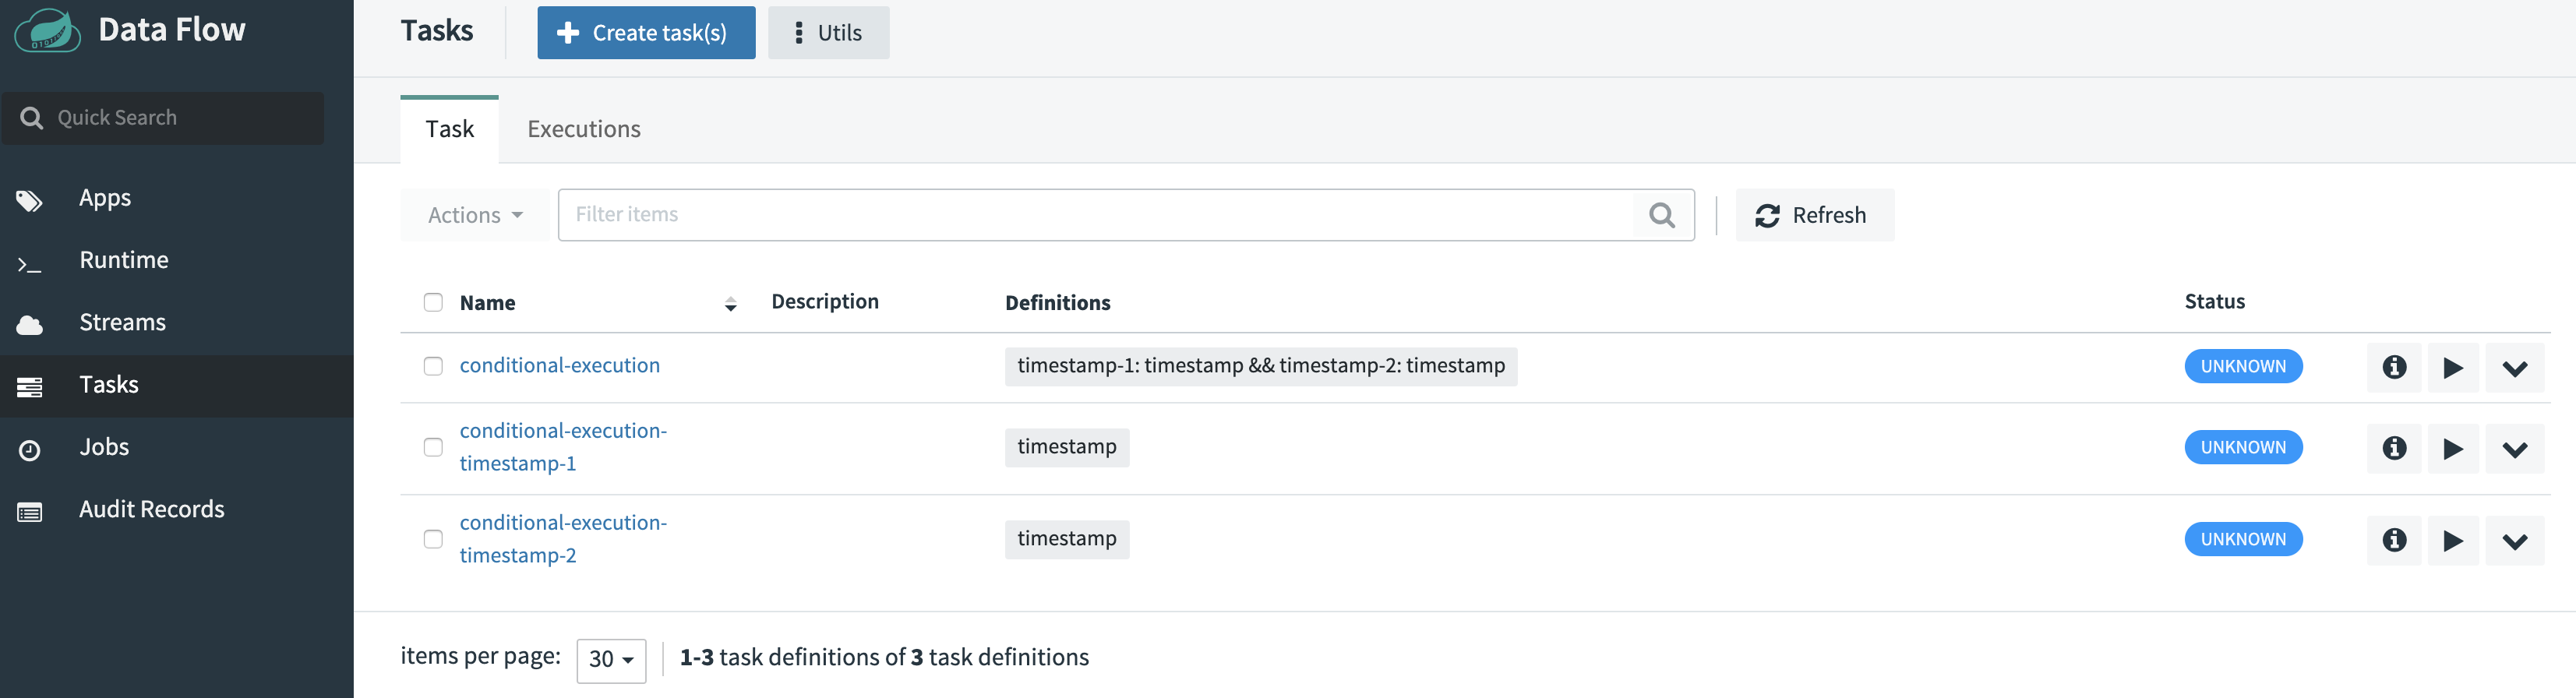 Data Flow
Quick Search
Apps
Runtime
Streams
Tasks
Jobs
Audit Records
Tasks
Create task(s)
Utils
Task Executions
Actions
Filter items
Refresh
Name Description Definitions Status
conditional-execution timestamp-1: timestamp && timestamp-2: timestamp UNKNOWN
conditional-execution-
timestamp-1
timestamp UNKNOWN
conditional-execution-
timestamp-2
timestamp UNKNOWN
items per page: 30 1-3 task definitions of 3 task definitions